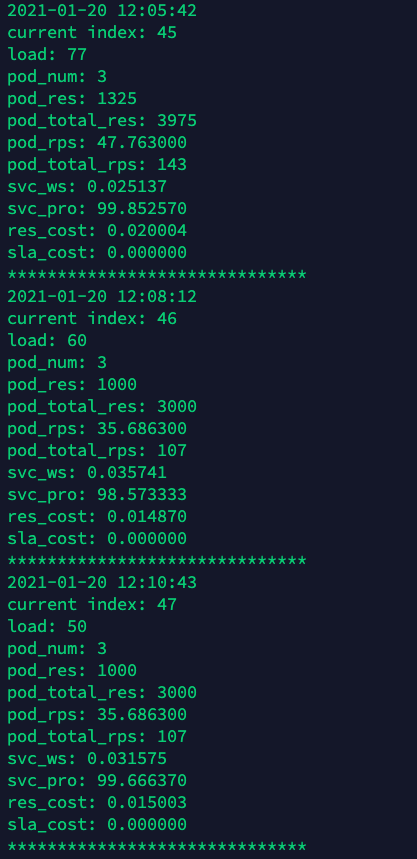 2021-01-20 12:05:42
current index: 45
load: 77
pod_num: 3
pod_res: 1325
pod_total_res: 3975
pod_rps: 47.763000
pod_total_rps: 143
svc_ws: 0.025137
svc_pro: 99.852570
res_cost: 0.020004
sla_cost: 0.000000
******************************
2021-01-20 12:08:12
current index: 46
load: 60
pod_num: 3
pod_res: 1000
pod_total_res: 3000
pod_rps: 35.686300
pod_total_rps: 107
svc_ws: 0.035741
svc_pro: 98.573333
res_cost: 0.014870
sla_cost: 0.000000
******************************
2021-01-20 12:10:43
current index: 47
load: 50
pod_num: 3
pod_res: 1000
pod_total_res: 3000
pod_rps: 35.686300
pod_total_rps: 107
svc_ws: 0.031575
svc_pro: 99.666370
res_cost: 0.015003
sla_cost: 0.000000
******************************